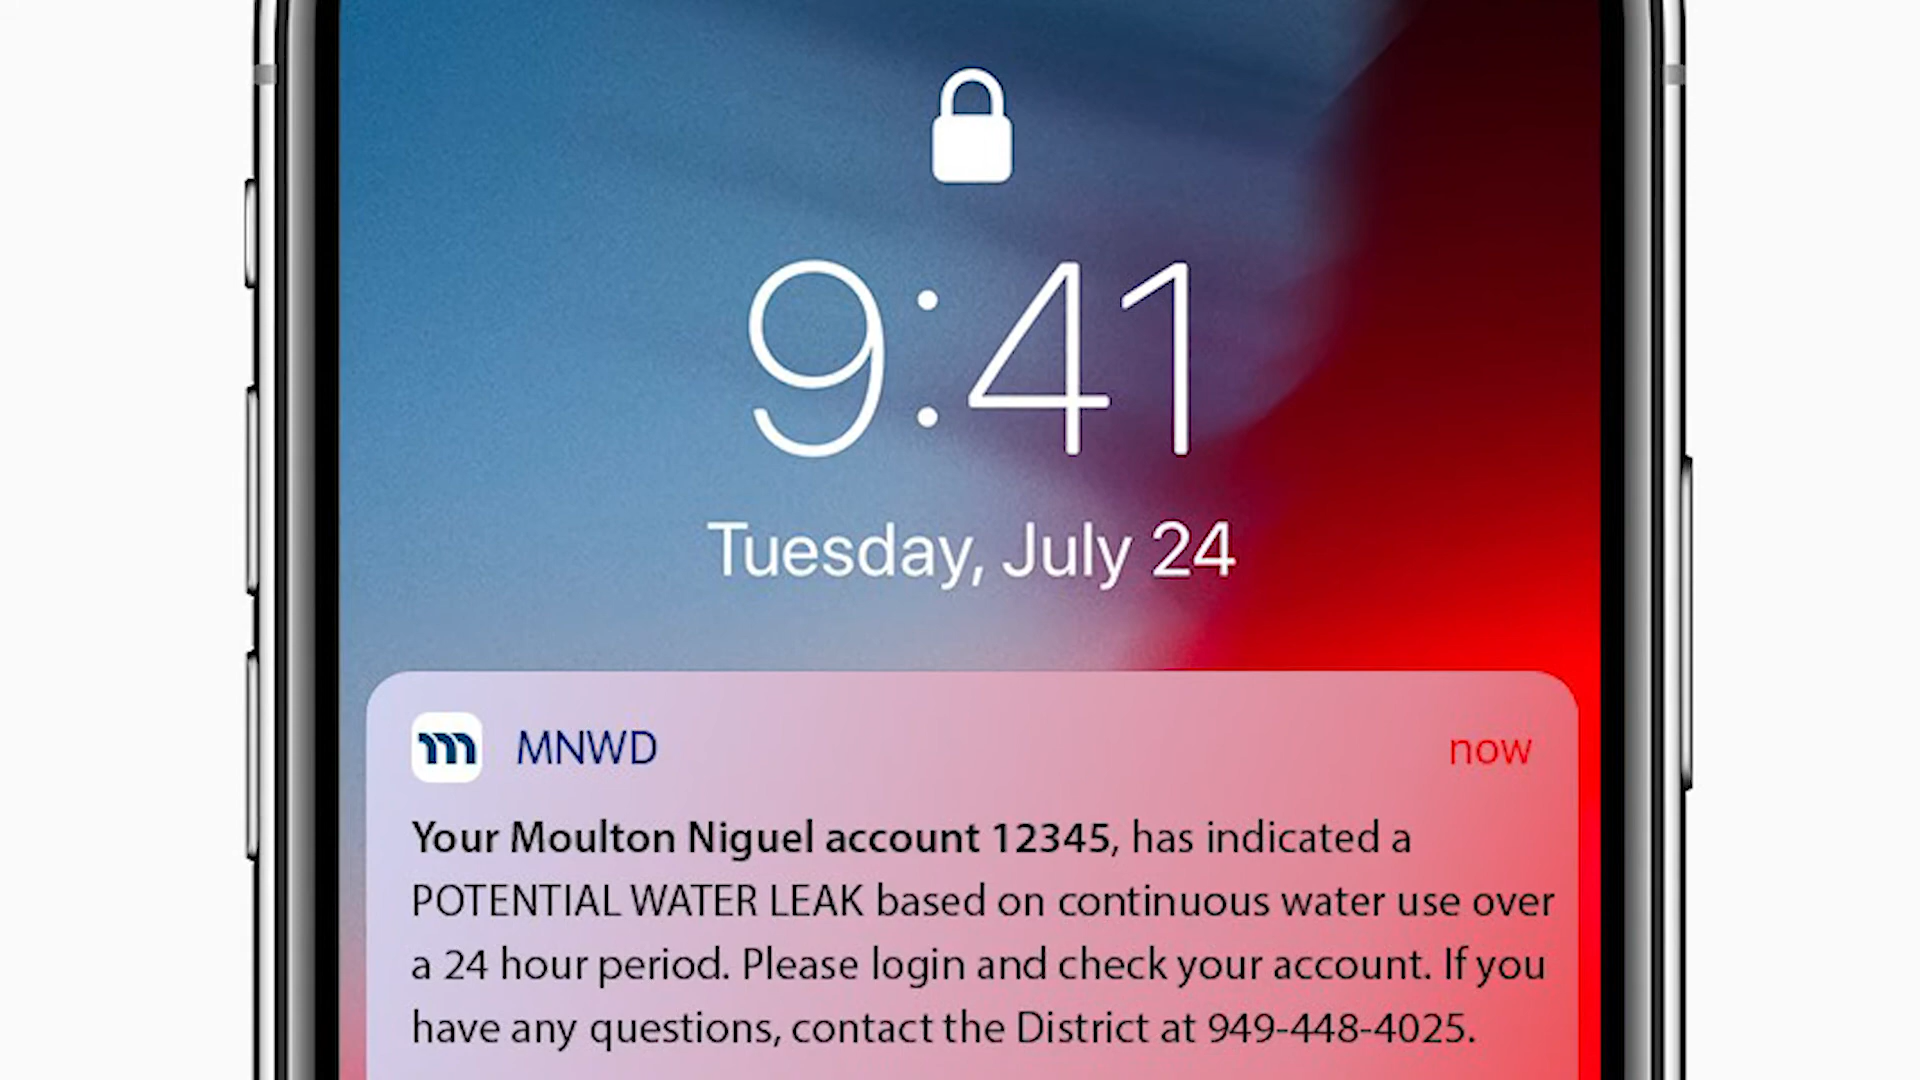 9:41
Tuesday, July 24
m MNWD now
Your Moulton Niguel account 12345, has indicated a
POTENTIAL WATER LEAK based on continuous water use over
a 24 hour period. Please login and check your account. If you
have any questions, contact the District at 949-448-4025.